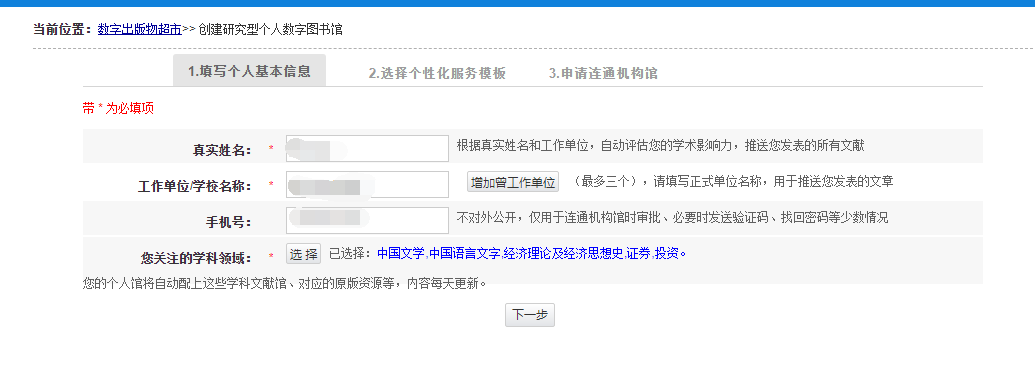 当前位置：数字出版物超市>> 创建研究型个人数字图书馆
1.填写个人基本信息 2.选择个性化服务模板 3.申请连通机构馆
带 * 为必填项
真实姓名： * 根据真实姓名和工作单位，自动评估您的学术影响力，推送您发表的所有文献
工作单位/学校名称： * 增加曾工作单位 （最多三个），请填写正式单位名称，用于推送您发表的文章
手机号： 不对外公开，仅用于连通机构馆时审批、必要时发送验证码、找回密码等少数情况
您关注的学科领域： * 选 择 已选择：中国文学,中国语言文字,经济理论及经济思想史,证券,投资。
您的个人馆将自动配上这些学科文献馆、对应的原版资源等，内容每天更新。
下一步